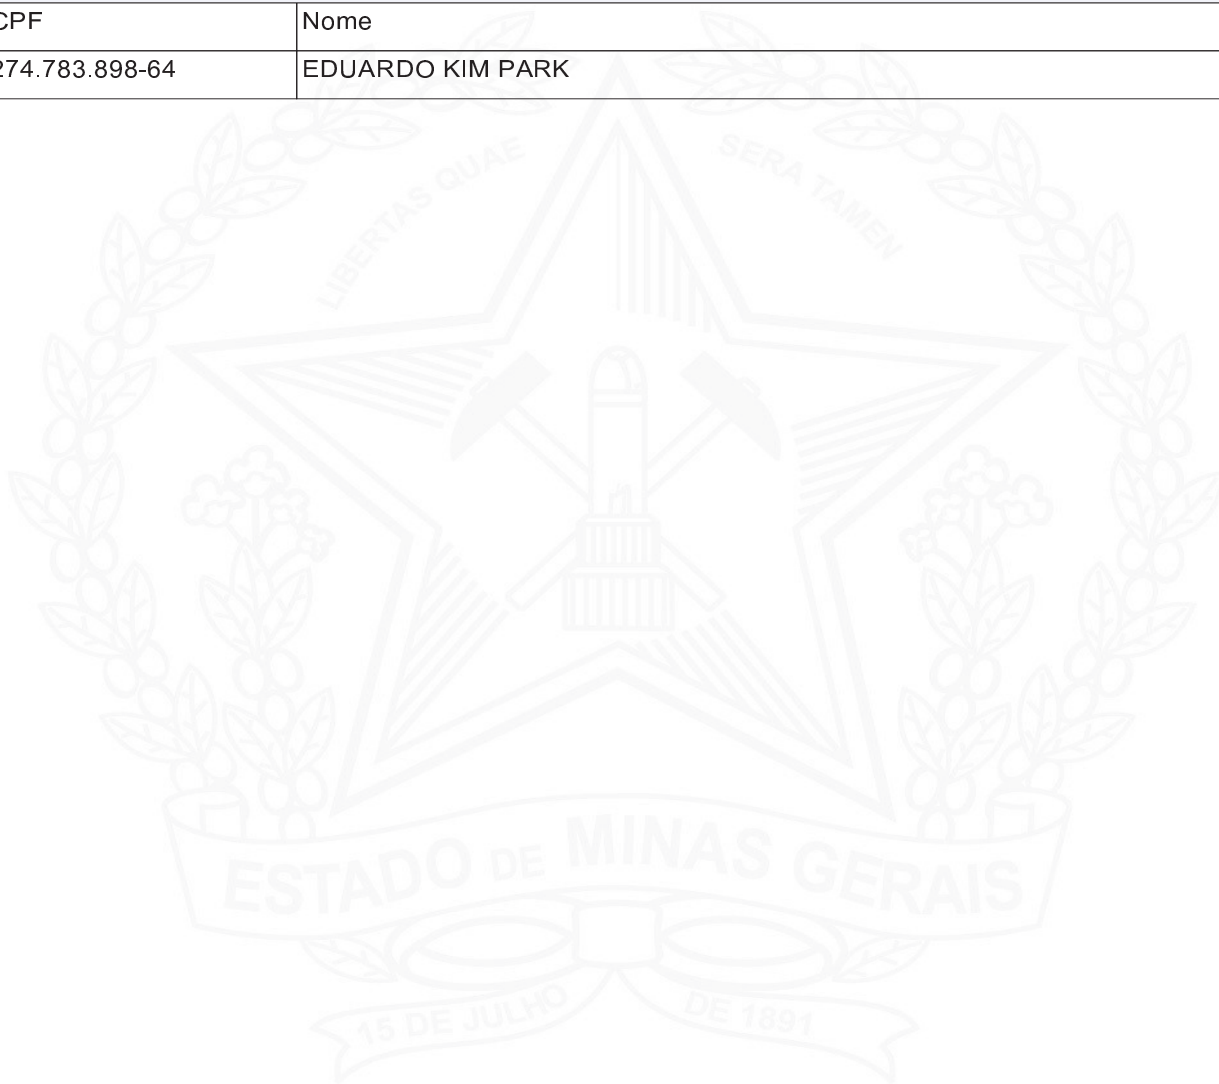 CPF Nome
274.783.898-64 EDUARDO KIM PARK
LIBERTAS QUAE SERA TAMEN
ESTADO DE MINAS GERAIS
15 DE JULHO DE 1891